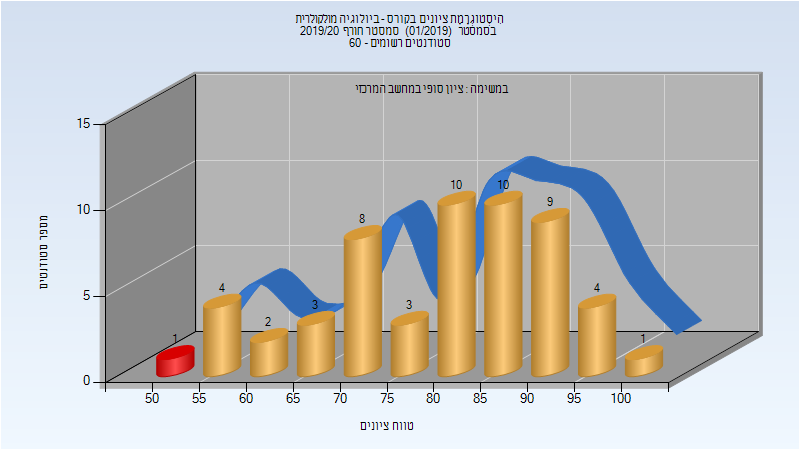 היסטוגרמת ציונים בקורס - ביולוגיה מולקולרית
בסמסטר (01/2019) סמסטר חורף 2019/20
סטודנטים רשומים - 60
במשימה : ציון סופי במחשב המרכזי
מספר סטודנטים
15
10
5
0
1
4
2
3
8
3
10
10
9
4
1
50 55 60 65 70 75 80 85 90 95 100
טווח ציונים